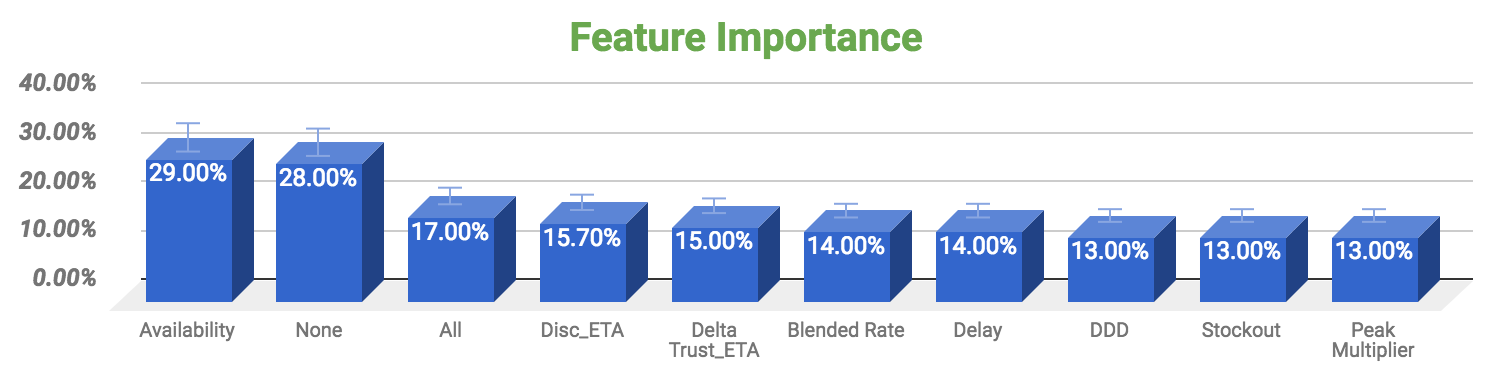 Feature Importance
40.00%
30.00%
20.00%
10.00%
0.00%
29.00%
28.00%
17.00%
15.70%
15.00%
14.00%
14.00%
13.00%
13.00%
13.00%
Availability
None
All
Disc_ETA
Delta
Trust_ETA
Blended Rate
Delay
DDD
Stockout
Peak
Multiplier